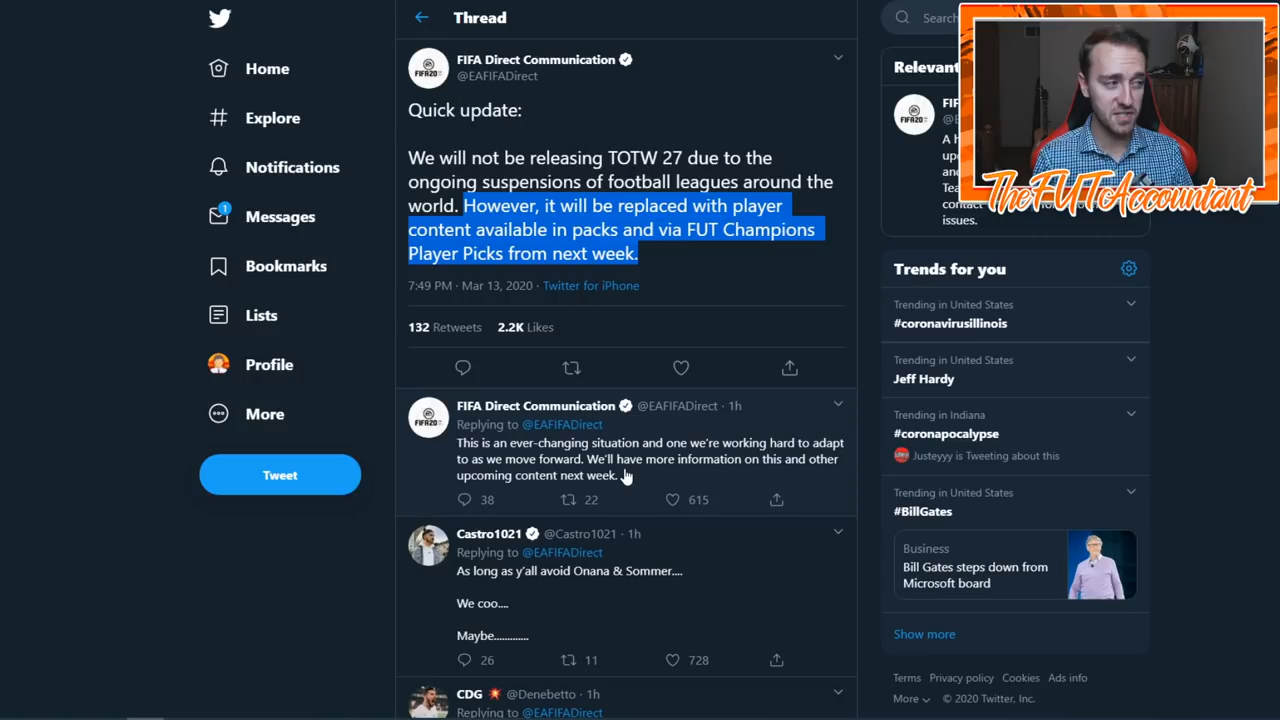 Home
Explore
Notifications
1
Messages
Bookmarks
Lists
Profile
More
Tweet
Thread
FIFA Direct Communication
@EAFIFADirect
Quick update:
We will not be releasing TOTW 27 due to the
ongoing suspensions of football leagues around the
world. However, it will be replaced with player
content available in packs and via FUT Champions
Player Picks from next week.
7:49 PM · Mar 13, 2020 · Twitter for iPhone
132 Retweets 2.2K Likes
FIFA Direct Communication @EAFIFADirect · 1h
Replying to @EAFIFADirect
This is an ever-changing situation and one we're working hard to adapt
to as we move forward. We'll have more information on this and other
upcoming content next week.
38 22 615
Castro1021 @Castro1021 · 1h
Replying to @EAFIFADirect
As long as y'all avoid Onana & Sommer....
We coo....
Maybe.............
26 11 728
CDG @Denebetto · 1h
Replying to @EAFIFADirect
Search
Relevan
FIF
issues.
TheFUTAccountant
Trends for you
Trending in United States
#coronavirusillinois
Trending in United States
Jeff Hardy
Trending in Indiana
#coronapocalypse
Justeyyy is Tweeting about this
Trending in United States
#BillGates
Business
Bill Gates steps down from
Microsoft board
Show more
Terms Privacy policy Cookies Ads info
More © 2020 Twitter, Inc.